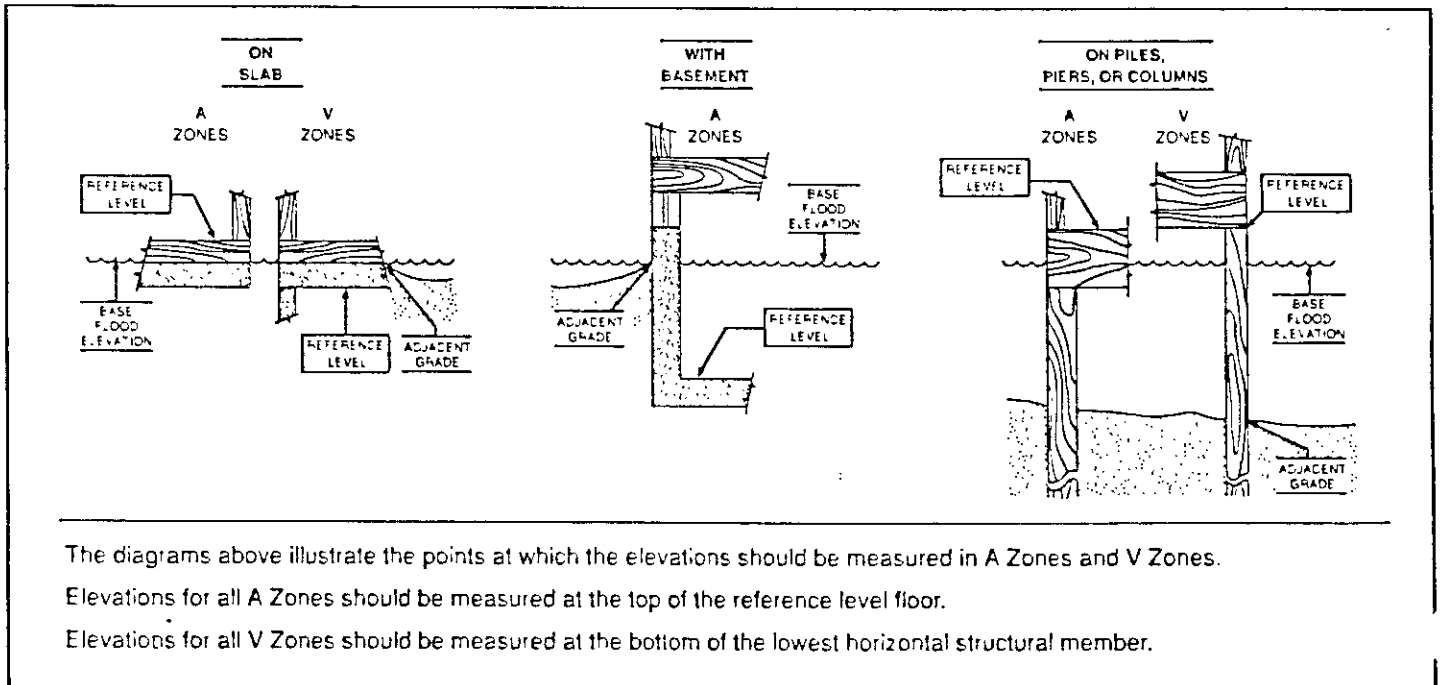 ON
SLAB
A
ZONES
V
ZONES
REFERENCE
LEVEL
BASE
FLOOD
ELEVATION
REFERENCE
LEVEL
ADJACENT
GRADE
WITH
BASEMENT
A
ZONES
BASE
FLOOD
ELEVATION
ADJACENT
GRADE
REFERENCE
LEVEL
ON PILES,
PIERS, OR COLUMNS
A
ZONES
V
ZONES
REFERENCE
LEVEL
REFERENCE
LEVEL
BASE
FLOOD
ELEVATION
ADJACENT
GRADE
The diagrams above illustrate the points at which the elevations should be measured in A Zones and V Zones.
Elevations for all A Zones should be measured at the top of the reference level floor.
Elevations for all V Zones should be measured at the bottom of the lowest horizontal structural member.